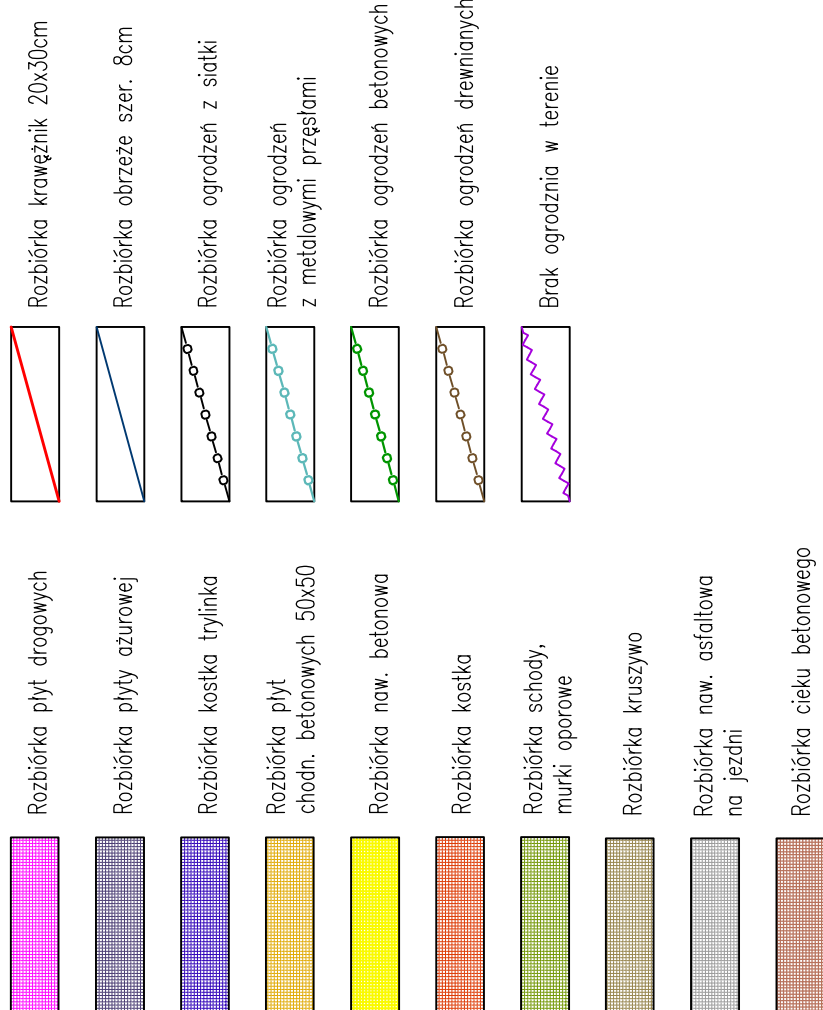 Rozbiórka płyt drogowych
Rozbiórka płyty ażurowej
Rozbiórka kostka trylinka
Rozbiórka płyt
chodn. betonowych 50x50
Rozbiórka naw. betonowa
Rozbiórka kostka
Rozbiórka schody,
murki oporowe
Rozbiórka kruszywo
Rozbiórka naw. asfaltowa
na jezdni
Rozbiórka cieku betonowego
Rozbiórka krawężnik 20x30cm
Rozbiórka obrzeże szer. 8cm
Rozbiórka ogrodzeń z siatki
Rozbiórka ogrodzeń
z metalowymi przęsłami
Rozbiórka ogrodzeń betonowych
Rozbiórka ogrodzeń drewnianych
Brak ogrodznia w terenie